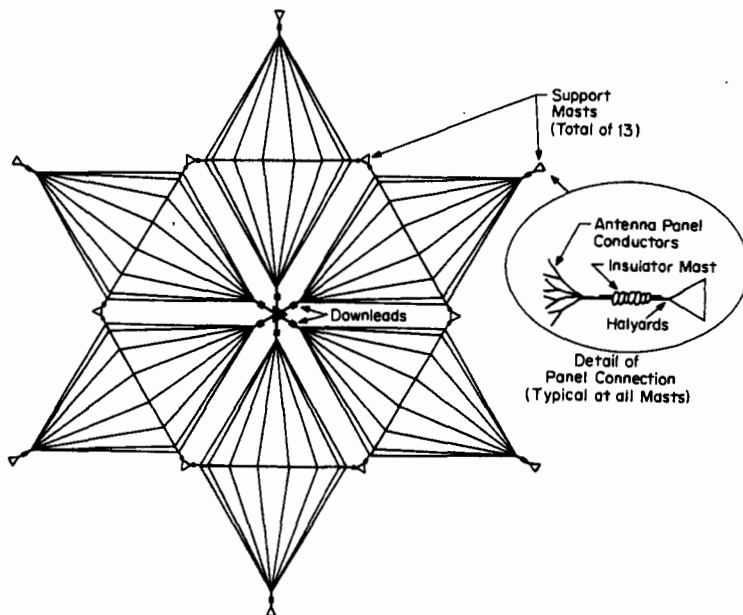 Support
Masts
(Total of 13)
Antenna Panel
Conductors
Insulator Mast
Halyards
Downleads
Detail of
Panel Connection
(Typical at all Masts)